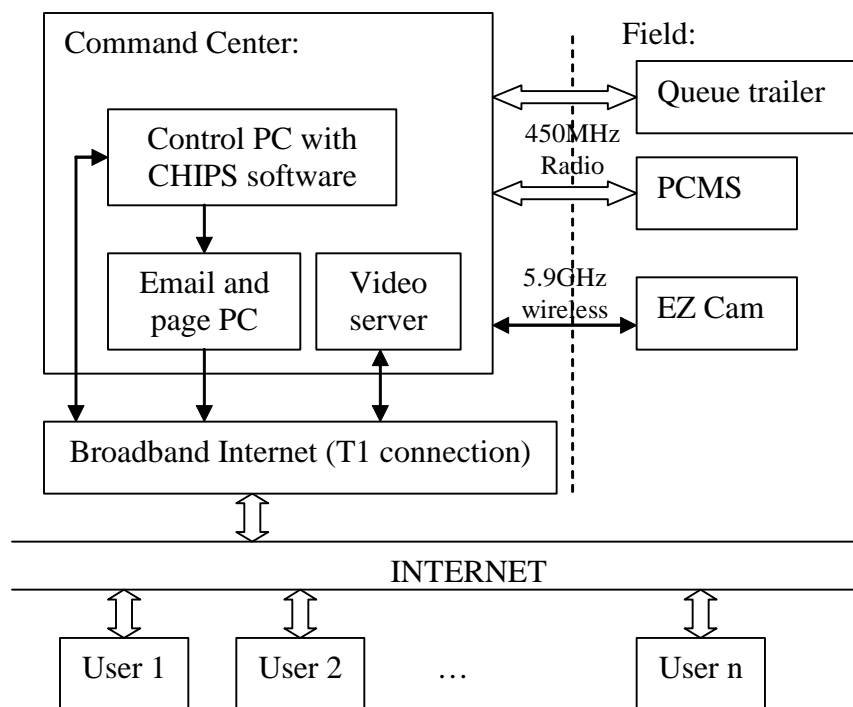 Command Center:
Field:
Control PC with
CHIPS software
Email and
page PC
Video
server
450MHz
Radio
5.9GHz
wireless
Queue trailer
PCMS
EZ Cam
Broadband Internet (T1 connection)
INTERNET
User 1
User 2
…
User n